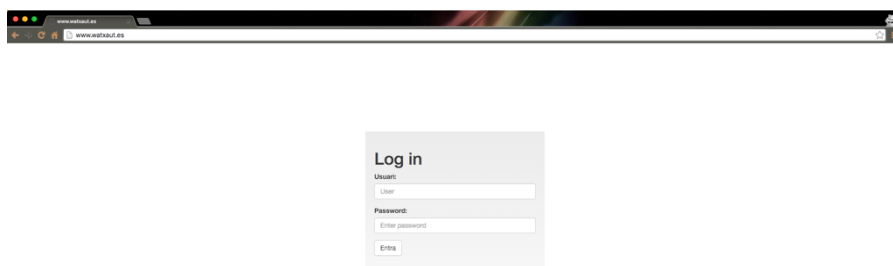 www.watxaut.es
www.watxaut.es
Log in
Usuari:
User
Password:
Enter password
Entra